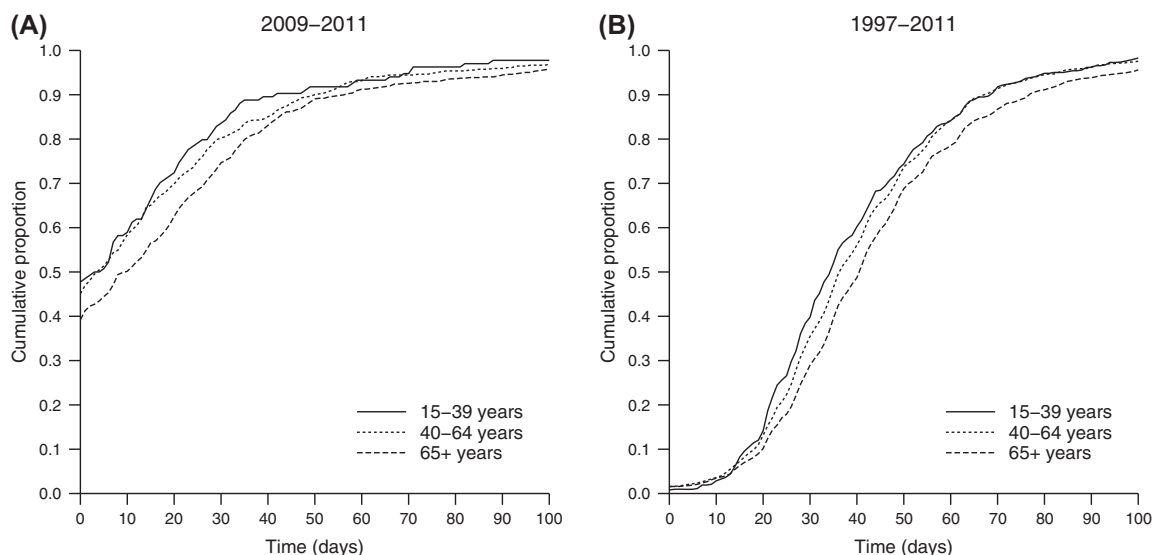 (A)
2009–2011
1.0
0.9
0.8
0.7
0.6
0.5
0.4
0.3
0.2
0.1
0.0
Cumulative proportion
15–39 years
40–64 years
65+ years
0 10 20 30 40 50 60 70 80 90 100
Time (days)
(B)
1997–2011
1.0
0.9
0.8
0.7
0.6
0.5
0.4
0.3
0.2
0.1
0.0
Cumulative proportion
15–39 years
40–64 years
65+ years
0 10 20 30 40 50 60 70 80 90 100
Time (days)